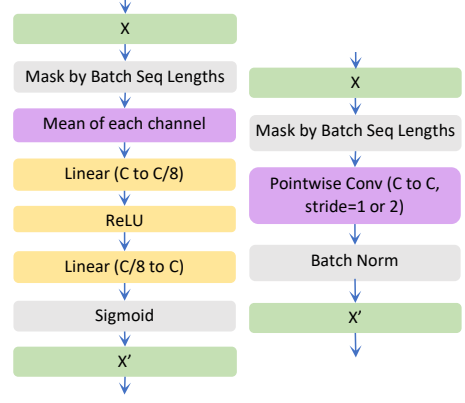 X
Mask by Batch Seq Lengths
Mean of each channel
Linear (C to C/8)
ReLU
Linear (C/8 to C)
Sigmoid
X’
X
Mask by Batch Seq Lengths
Pointwise Conv (C to C,
stride=1 or 2)
Batch Norm
X’